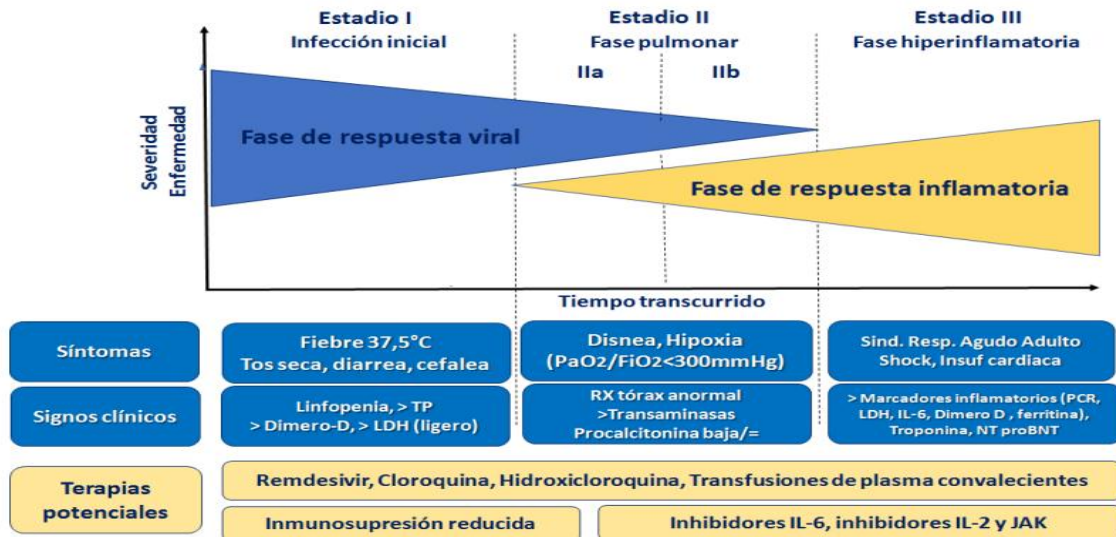 Estadio I
Infección inicial
Estadio II
Fase pulmonar
IIa
IIb
Estadio III
Fase hiperinflamatoria
Severidad
Enfermedad
Fase de respuesta viral
Fase de respuesta inflamatoria
Tiempo transcurrido
Síntomas
Fiebre 37,5°C
Tos seca, diarrea, cefalea
Disnea, Hipoxia
(PaO2/FiO2<300mmHg)
Sind. Resp. Agudo Adulto
Shock, Insuf cardiaca
Signos clínicos
Linfopenia, > TP
> Dimero-D, > LDH (ligero)
RX tórax anormal
>Transaminasas
Procalcitonina baja/=
> Marcadores inflamatorios (PCR,
LDH, IL-6, Dimero D , ferritina),
Troponina, NT proBNT
Terapias
potenciales
Remdesivir, Cloroquina, Hidroxicloroquina, Transfusiones de plasma convalecientes
Inmunosupresión reducida
Inhibidores IL-6, inhibidores IL-2 y JAK